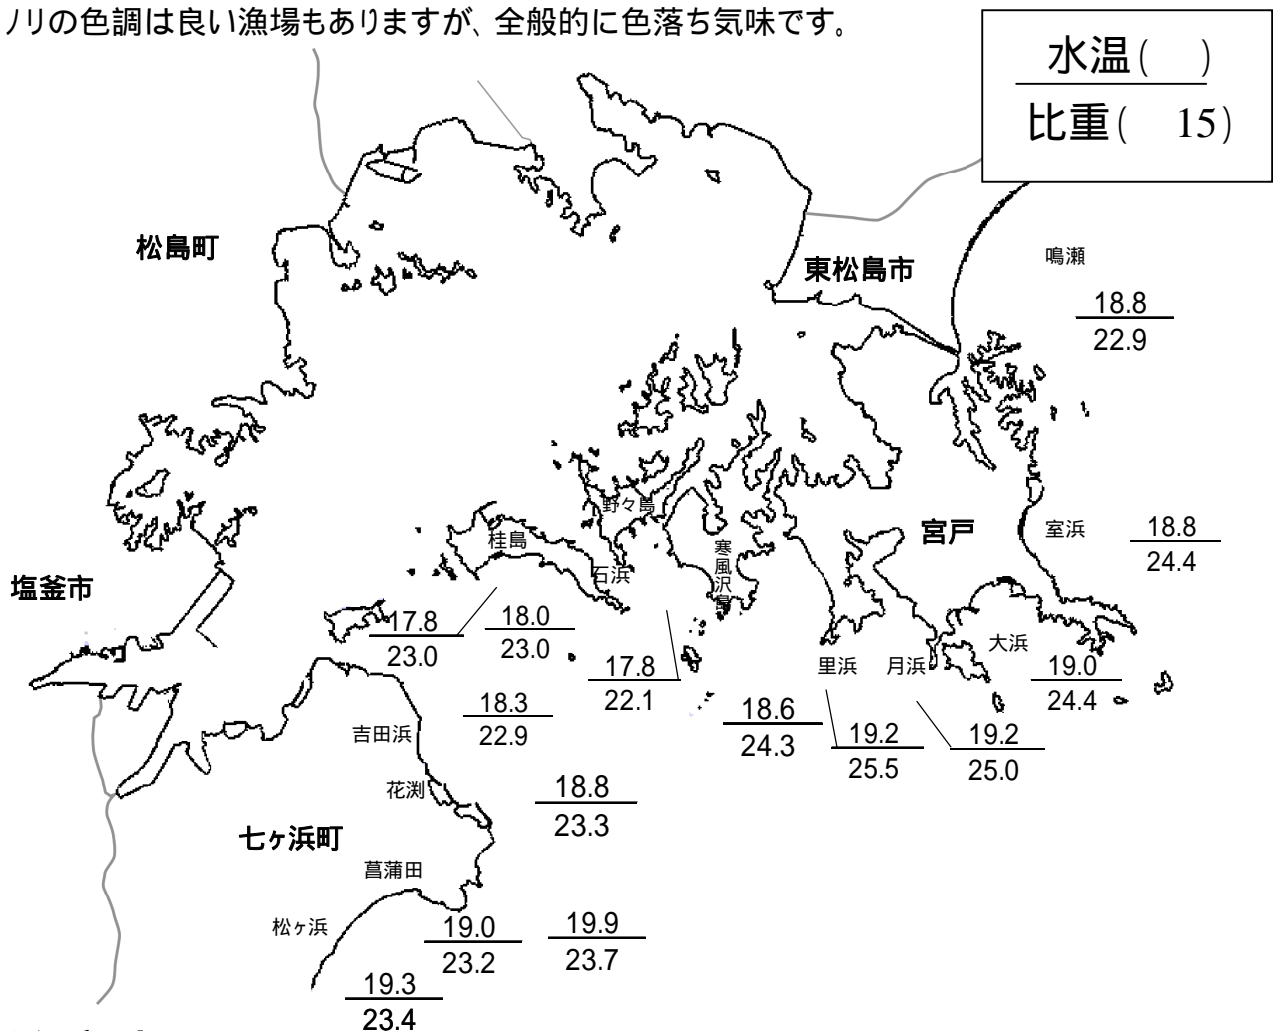 ノリの色調は良い漁場もありますが、全般的に色落ち気味です。
水温(　)
比重(　15)
松島町
東松島市
鳴瀬
18.8
22.9
野々島
桂島
石浜
寒風沢島
宮戸
室浜
18.8
24.4
塩釜市
17.8
23.0
18.0
23.0
17.8
22.1
里浜
月浜
大浜
19.0
24.4
18.3
22.9
18.6
24.3
19.2
25.5
19.2
25.0
吉田浜
花渕
18.8
23.3
七ヶ浜町
菖蒲田
松ヶ浜
19.0
23.2
19.9
23.7
19.3
23.4